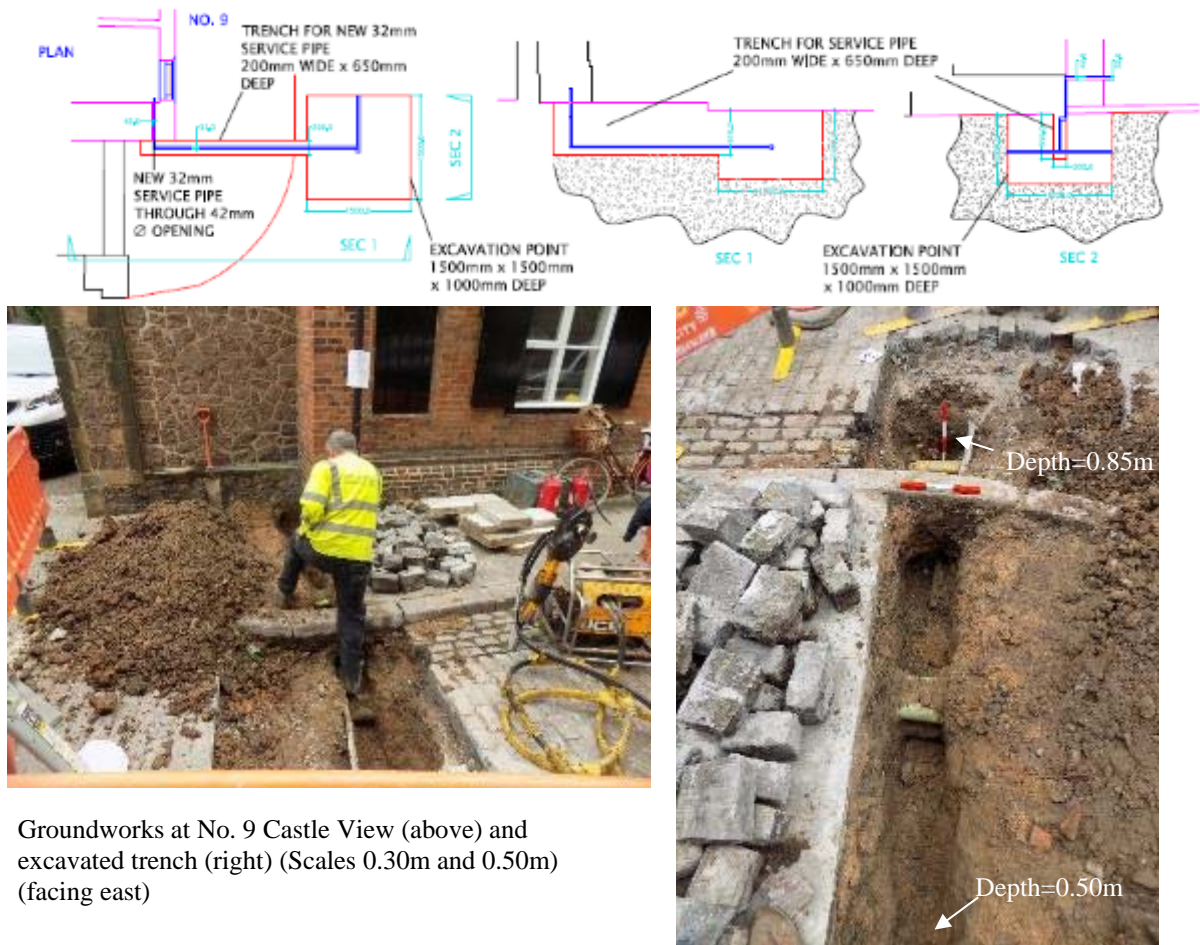 PLAN
NO. 9
TRENCH FOR NEW 32mm
SERVICE PIPE
200mm WIDE x 650mm
DEEP
NEW 32mm
SERVICE PIPE
THROUGH 42mm
Ø OPENING
SEC 1
SEC 2
EXCAVATION POINT
1500mm x 1500mm
x 1000mm DEEP
TRENCH FOR SERVICE PIPE
200mm WIDE x 650mm DEEP
SEC 1
EXCAVATION POINT
1500mm x 1500mm
x 1000mm DEEP
SEC 2
JCB
Depth=0.85m
Depth=0.50m
Groundworks at No. 9 Castle View (above) and
excavated trench (right) (Scales 0.30m and 0.50m)
(facing east)